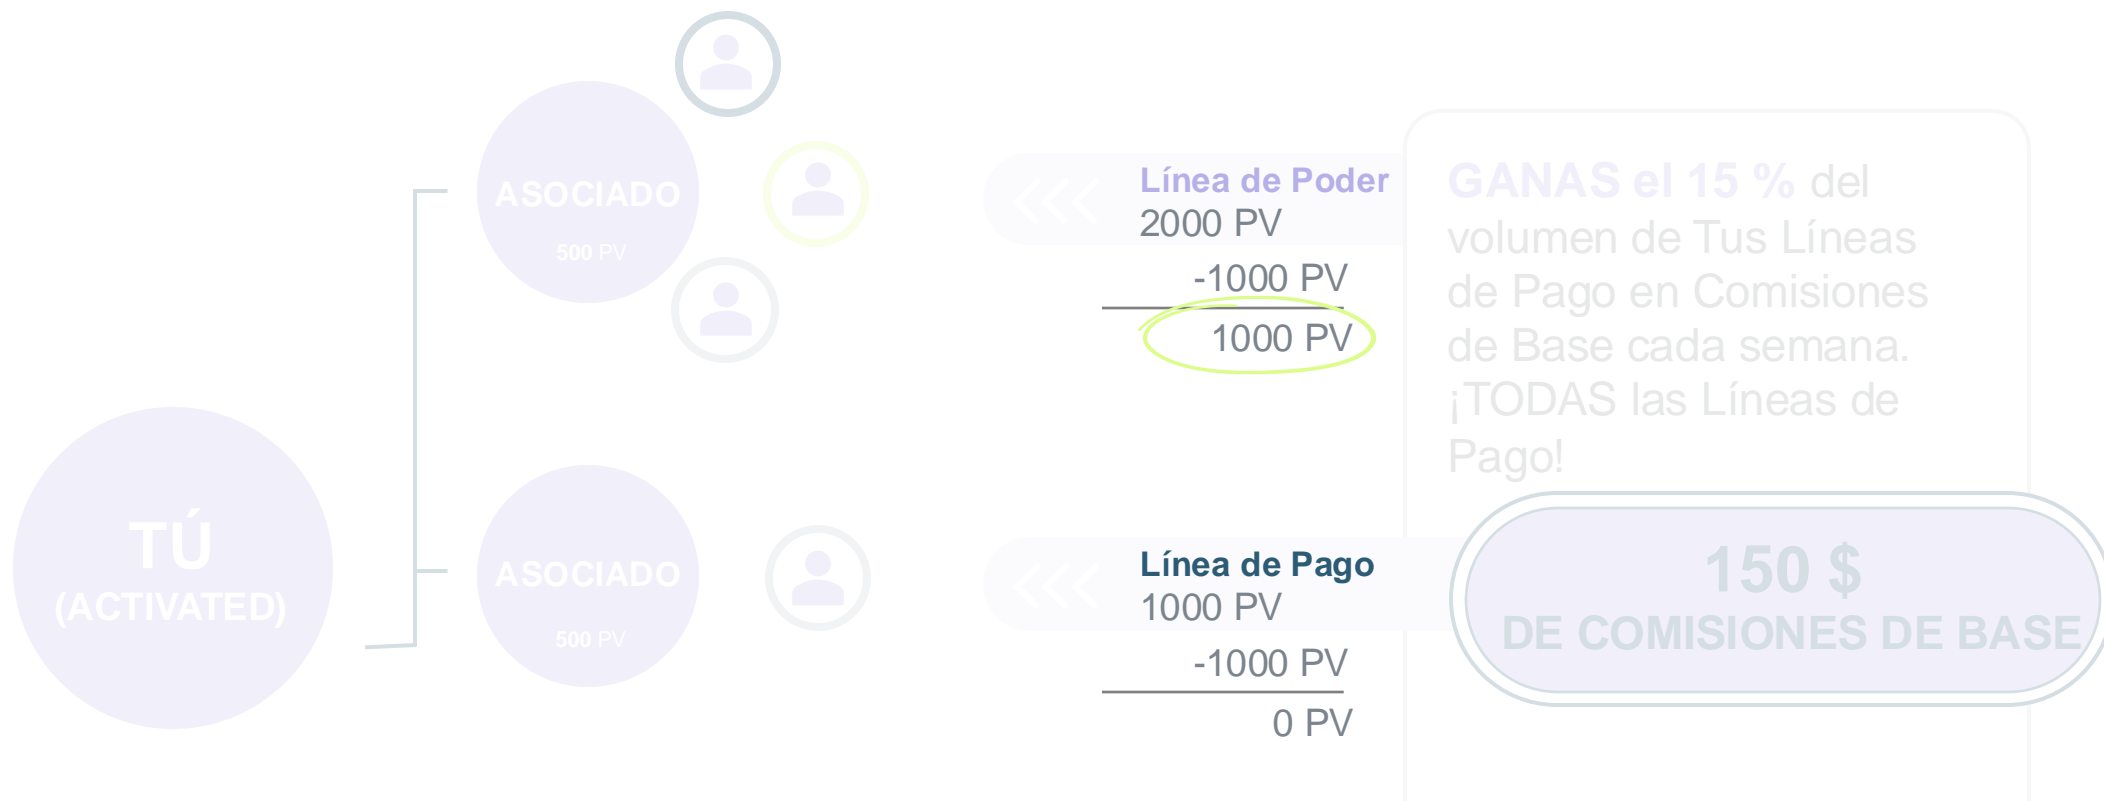 TÚ
(ACTIVATED)
ASOCIADO
500 PV
ASOCIADO
500 PV
Línea de Poder
2000 PV
-1000 PV
1000 PV
Línea de Pago
1000 PV
-1000 PV
0 PV
GANAS el 15 % del
volumen de Tus Líneas
de Pago en Comisiones
de Base cada semana.
¡TODAS las Líneas de
Pago!
150 $
DE COMISIONES DE BASE